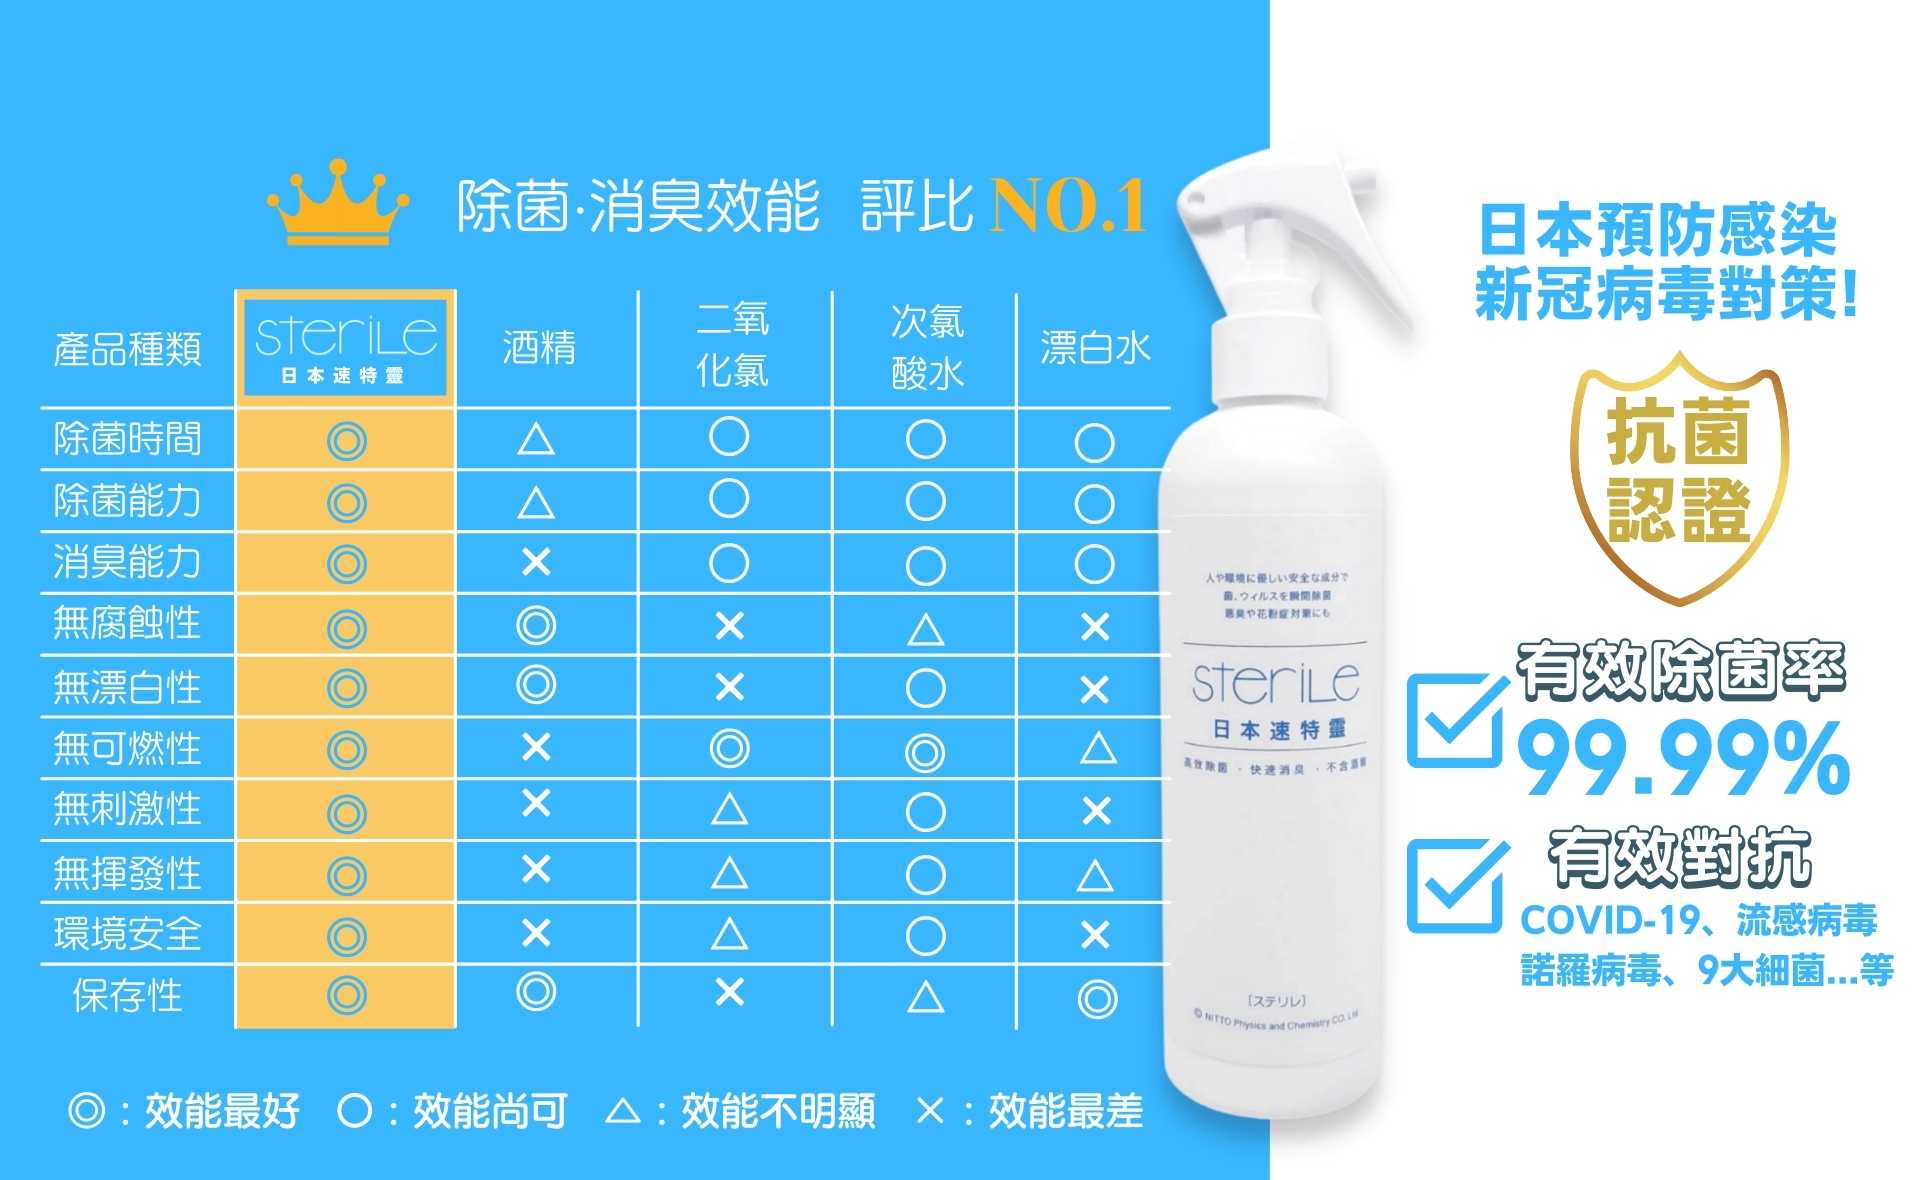 除菌·消臭效能 評比 NO.1
產品種類 sterile 日本速特靈 酒精 二氧化氯 次氯酸水 漂白水
除菌時間 ◎ △ ○ ○ ○
除菌能力 ◎ △ ○ ○ ○
消臭能力 ◎ × ○ ○ ○
無腐蝕性 ◎ ◎ × △ ×
無漂白性 ◎ ◎ × ○ ×
無可燃性 ◎ × ◎ ◎ △
無刺激性 ◎ × △ ○ ×
無揮發性 ◎ × △ ○ △
環境安全 ◎ × △ ○ ×
保存性 ◎ ◎ × △ ◎
◎：效能最好 ○：效能尚可 △：效能不明顯 ×：效能最差
人や環境に優しい安全な成分で
菌、ウィルスを瞬間除菌
悪臭や花粉症対策にも
sterile
日本速特靈
高效除菌 · 快速消臭 · 不含酒精
[ステリレ]
© NITTO Physics and Chemistry CO. Ltd
日本預防感染
新冠病毒對策!
抗菌
認證
有效除菌率
99.99%
有效對抗
COVID-19、流感病毒
諾羅病毒、9大細菌...等